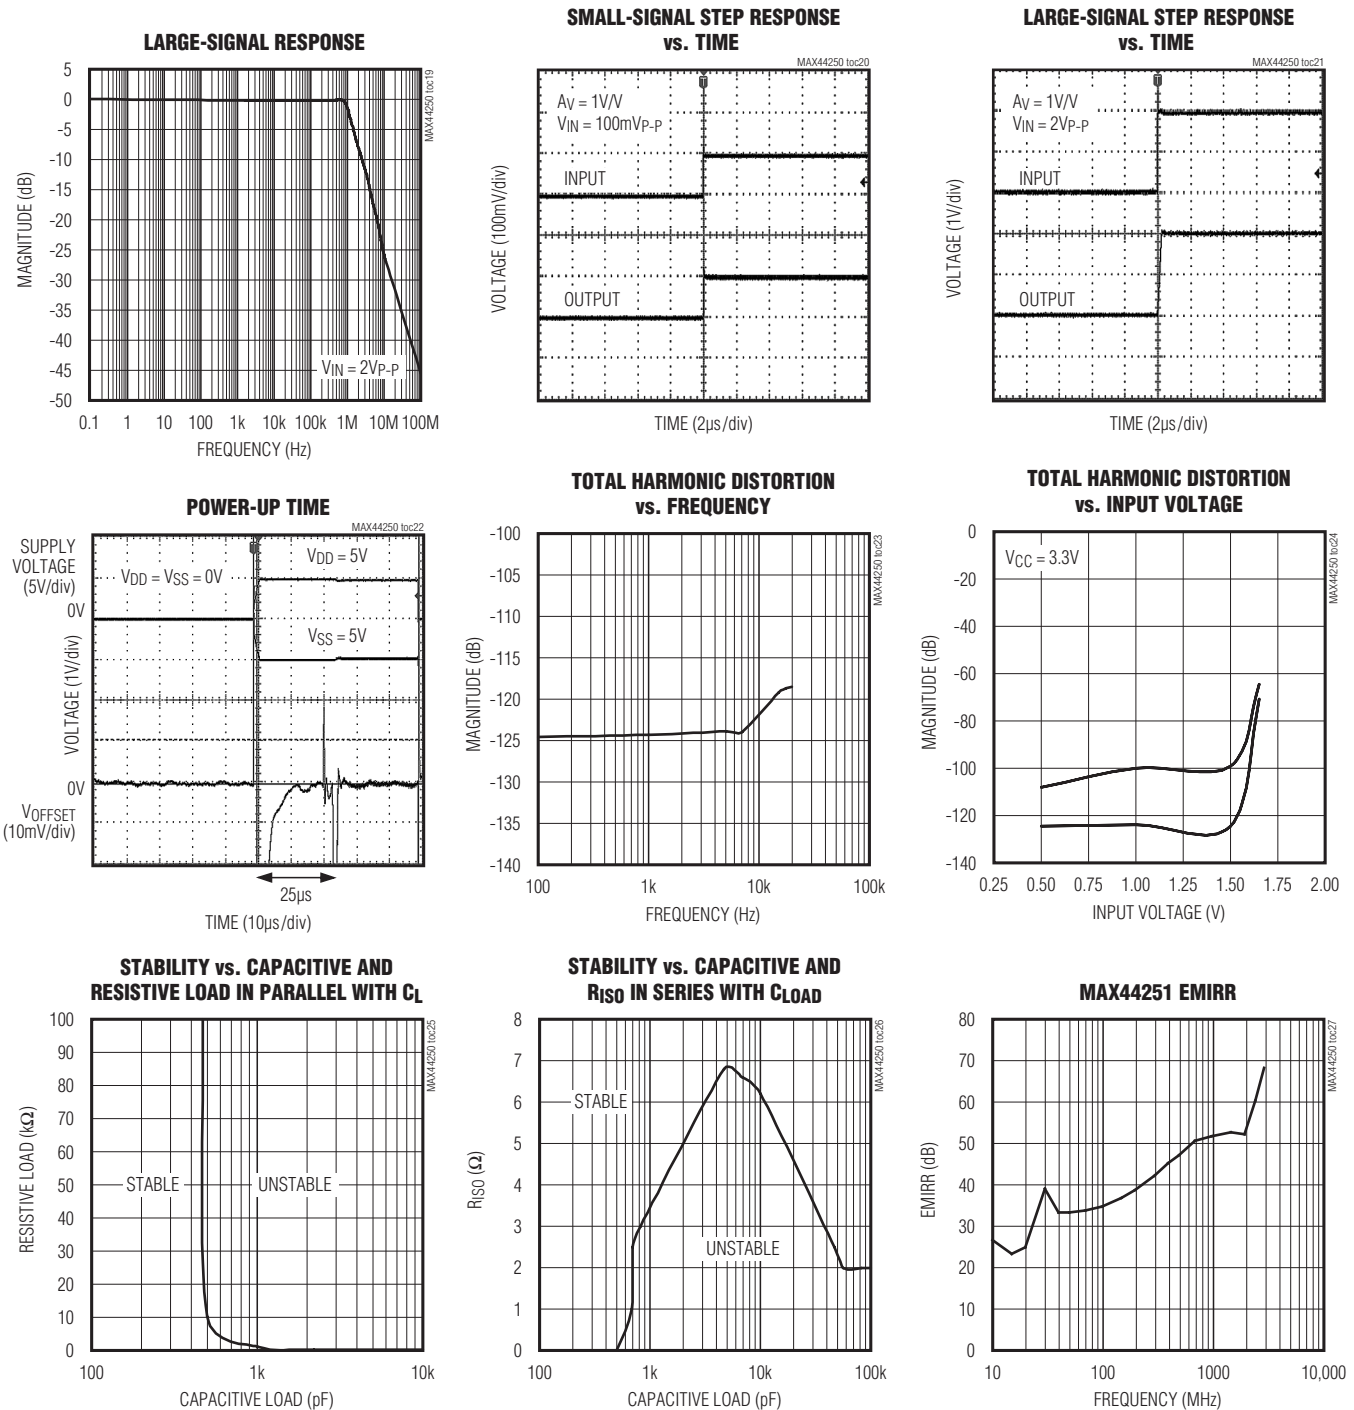 LARGE-SIGNAL RESPONSE
MAX44250 toc19
MAGNITUDE (dB)
5
0
-5
-10
-15
-20
-25
-30
-35
-40
-45
-50
VIN = 2VP-P
0.1 1 10 100 1k 10k 100k 1M 10M 100M
FREQUENCY (Hz)
SMALL-SIGNAL STEP RESPONSE
vs. TIME
MAX44250 toc20
AV = 1V/V
VIN = 100mVP-P
INPUT
OUTPUT
VOLTAGE (100mV/div)
TIME (2µs/div)
LARGE-SIGNAL STEP RESPONSE
vs. TIME
MAX44250 toc21
AV = 1V/V
VIN = 2VP-P
INPUT
OUTPUT
VOLTAGE (1V/div)
TIME (2µs/div)
POWER-UP TIME
MAX44250 toc22
SUPPLY
VOLTAGE
(5V/div)
0V
VOLTAGE (1V/div)
0V
VOFFSET
(10mV/div)
VDD = VSS = 0V
VDD = 5V
VSS = 5V
25µs
TIME (10µs/div)
TOTAL HARMONIC DISTORTION
vs. FREQUENCY
MAX44250 toc23
MAGNITUDE (dB)
-100
-105
-110
-115
-120
-125
-130
-135
-140
100 1k 10k 100k
FREQUENCY (Hz)
TOTAL HARMONIC DISTORTION
vs. INPUT VOLTAGE
MAX44250 toc24
VCC = 3.3V
MAGNITUDE (dB)
0
-20
-40
-60
-80
-100
-120
-140
0.25 0.50 0.75 1.00 1.25 1.50 1.75 2.00
INPUT VOLTAGE (V)
STABILITY vs. CAPACITIVE AND
RESISTIVE LOAD IN PARALLEL WITH CL
MAX44250 toc25
RESISTIVE LOAD (kΩ)
100
90
80
70
60
50
40
30
20
10
0
STABLE
UNSTABLE
100 1k 10k
CAPACITIVE LOAD (pF)
STABILITY vs. CAPACITIVE AND
RISO IN SERIES WITH CLOAD
MAX44250 toc26
RISO (Ω)
8
7
6
5
4
3
2
1
0
STABLE
UNSTABLE
100 1k 10k 100k
CAPACITIVE LOAD (pF)
MAX44251 EMIRR
MAX44250 toc27
EMIRR (dB)
80
70
60
50
40
30
20
10
0
10 100 1000 10,000
FREQUENCY (MHz)